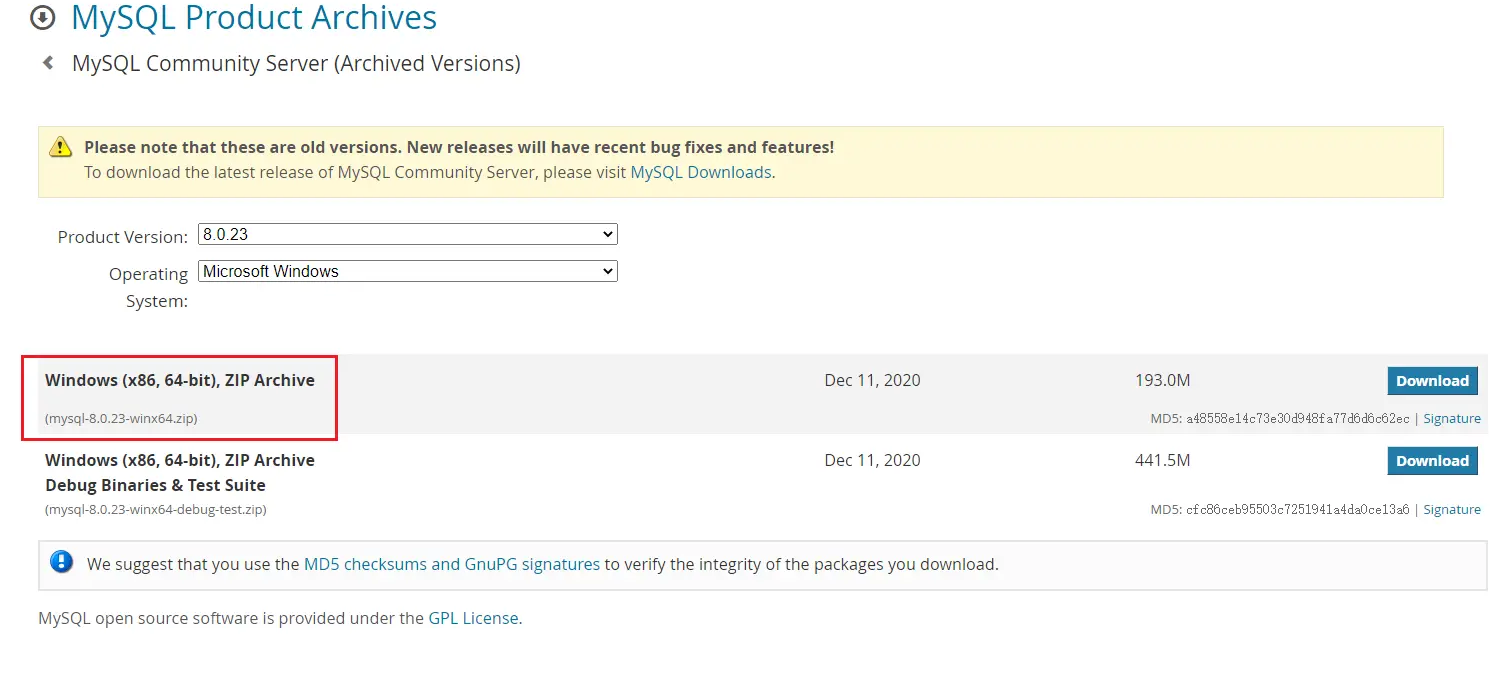 MySQL Product Archives
MySQL Community Server (Archived Versions)
Please note that these are old versions. New releases will have recent bug fixes and features!
To download the latest release of MySQL Community Server, please visit MySQL Downloads.
Product Version: 8.0.23
Operating System: Microsoft Windows
Windows (x86, 64-bit), ZIP Archive Dec 11, 2020 193.0M Download
(mysql-8.0.23-winx64.zip) MD5: a48558e14c73e30d948fa77d6d6c62ec | Signature
Windows (x86, 64-bit), ZIP Archive Dec 11, 2020 441.5M Download
Debug Binaries & Test Suite
(mysql-8.0.23-winx64-debug-test.zip) MD5: cfc86ceb95503c7251941a4da0ce13a6 | Signature
We suggest that you use the MD5 checksums and GnuPG signatures to verify the integrity of the packages you download.
MySQL open source software is provided under the GPL License.